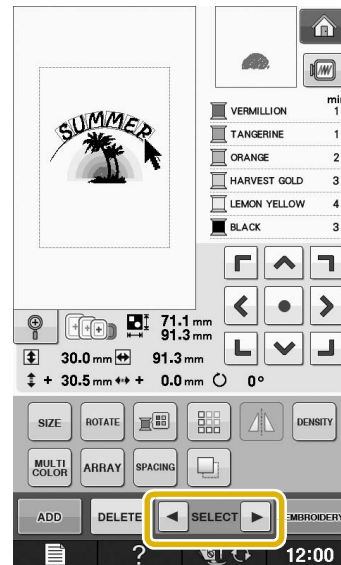 SUMMER
min
VERMILLION 1
TANGERINE 1
ORANGE 2
HARVEST GOLD 3
LEMON YELLOW 4
BLACK 3
71.1 mm
91.3 mm
30.0 mm 91.3 mm
+ 30.5 mm + 0.0 mm 0°
SIZE ROTATE DENSITY
MULTI COLOR ARRAY SPACING
ADD DELETE SELECT EMBROIDERY
? 12:00